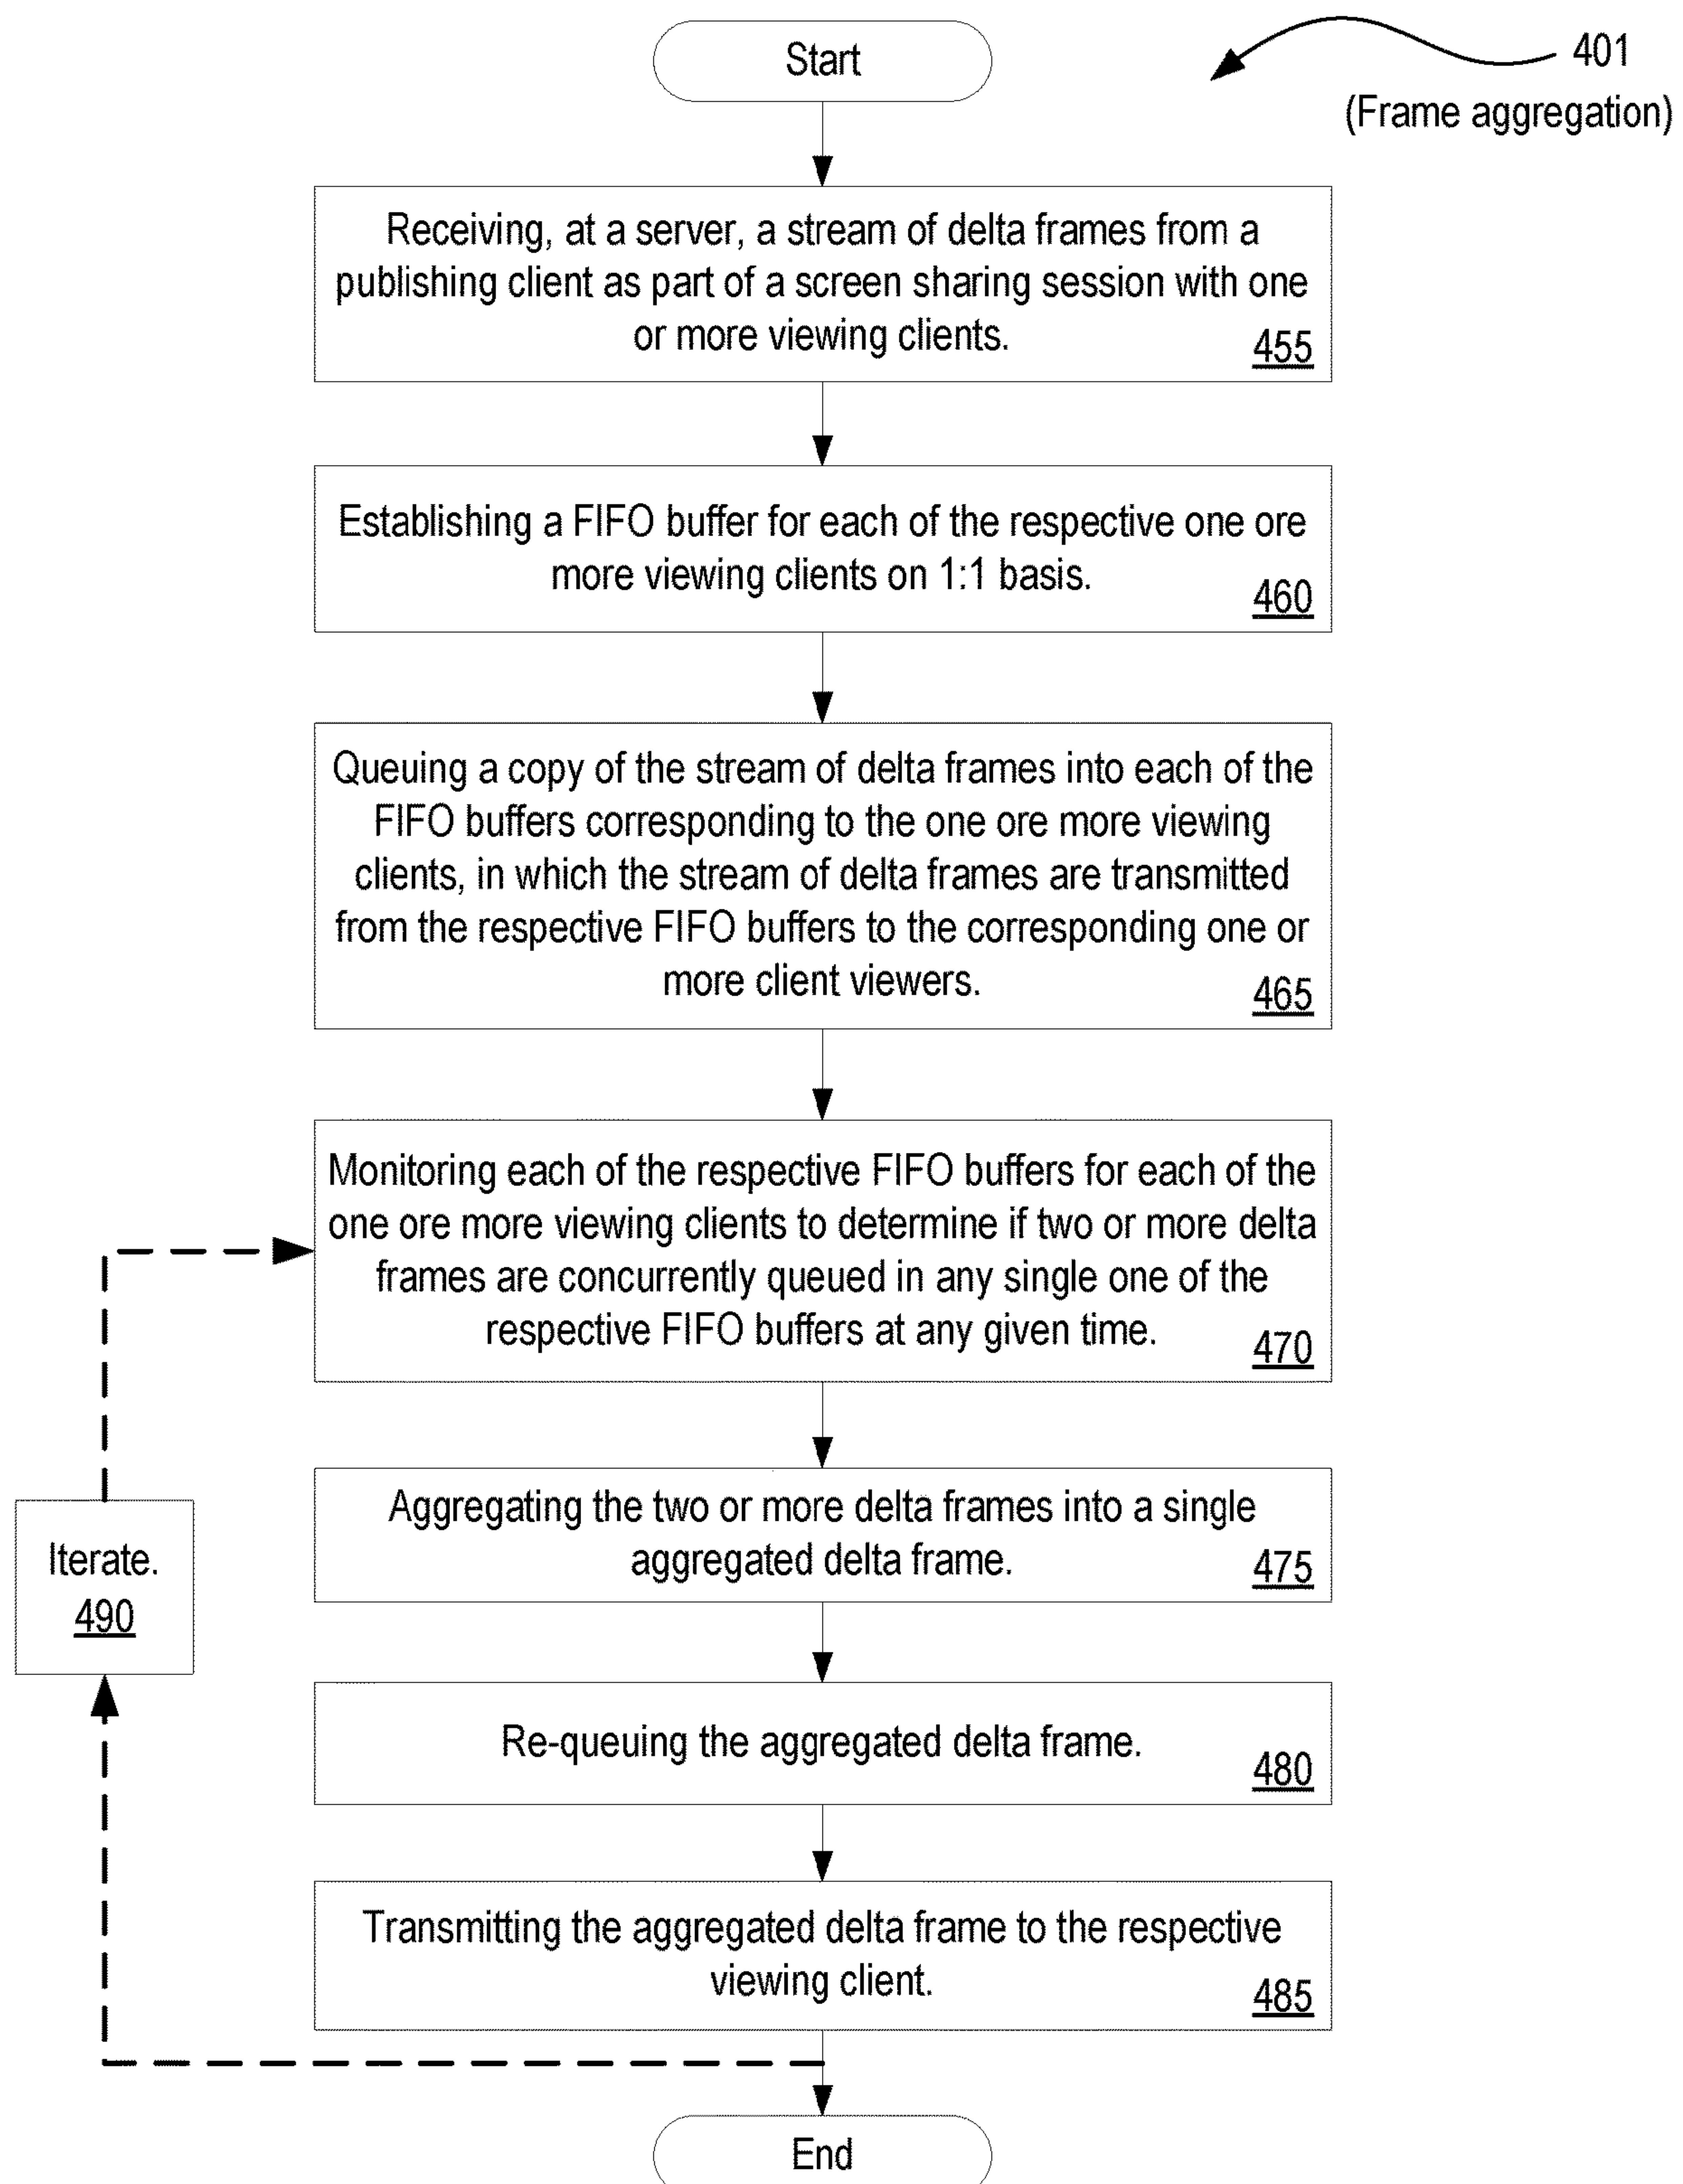 Start
401
(Frame aggregation)
Receiving, at a server, a stream of delta frames from a
publishing client as part of a screen sharing session with one
or more viewing clients.
455
Establishing a FIFO buffer for each of the respective one ore
more viewing clients on 1:1 basis.
460
Queuing a copy of the stream of delta frames into each of the
FIFO buffers corresponding to the one ore more viewing
clients, in which the stream of delta frames are transmitted
from the respective FIFO buffers to the corresponding one or
more client viewers.
465
Monitoring each of the respective FIFO buffers for each of the
one ore more viewing clients to determine if two or more delta
frames are concurrently queued in any single one of the
respective FIFO buffers at any given time.
470
Aggregating the two or more delta frames into a single
aggregated delta frame.
475
Iterate.
490
Re-queuing the aggregated delta frame.
480
Transmitting the aggregated delta frame to the respective
viewing client.
485
End